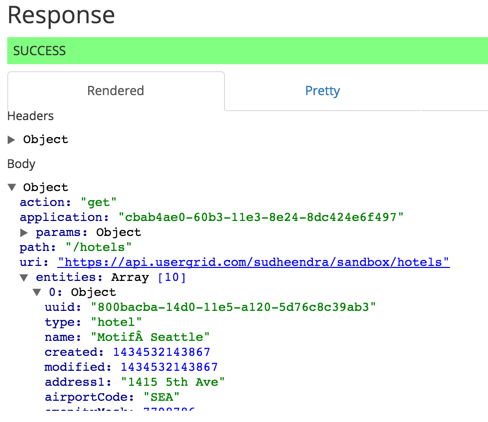 Response
SUCCESS
Rendered Pretty
Headers
▶ Object
Body
▼ Object
action: "get"
application: "cbab4ae0-60b3-11e3-8e24-8dc424e6f497"
▶ params: Object
path: "/hotels"
uri: "https://api.usergrid.com/sudheendra/sandbox/hotels"
▼ entities: Array [10]
▼ 0: Object
uuid: "800bacba-14d0-11e5-a120-5d76c8c39ab3"
type: "hotel"
name: "MotifÂ Seattle"
created: 1434532143867
modified: 1434532143867
address1: "1415 5th Ave"
airportCode: "SEA"